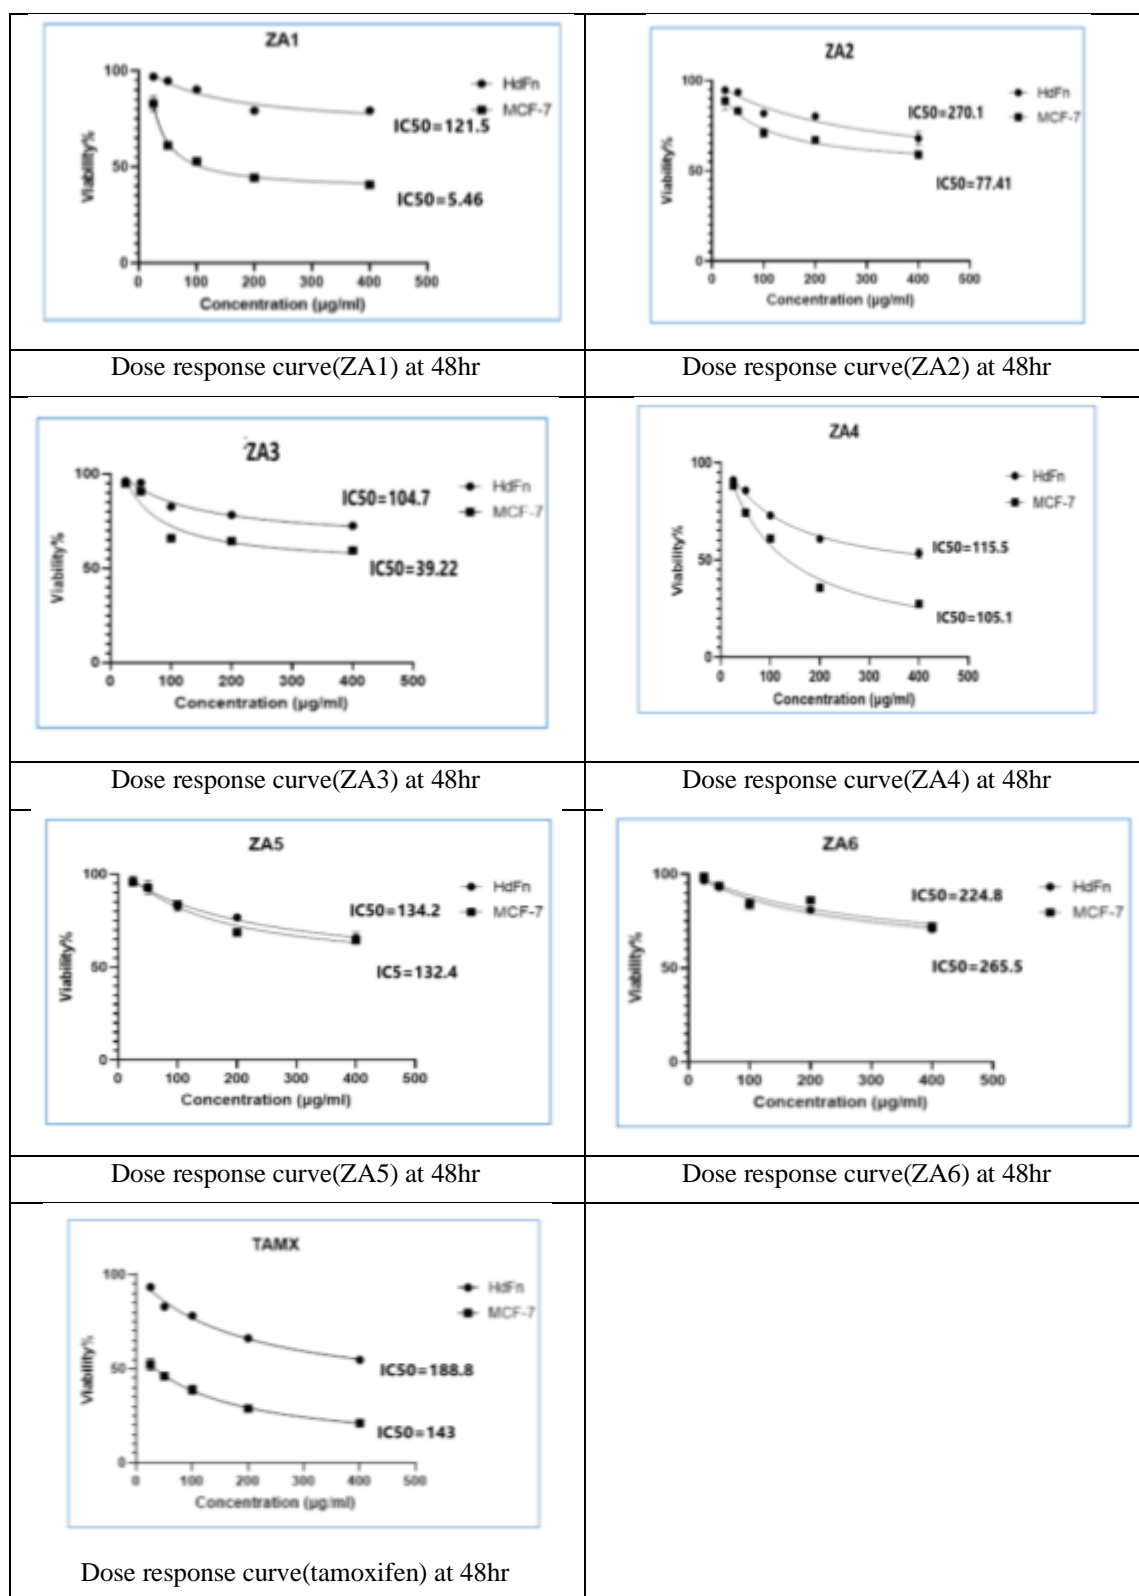 ZA1
HdFn
MCF-7
100
50
0
Viability%
IC50=121.5
IC50=5.46
0 100 200 300 400 500
Concentration (µg/ml)
ZA2
HdFn
MCF-7
100
50
0
Viability%
IC50=270.1
IC50=77.41
0 100 200 300 400 500
Concentration (µg/ml)
Dose response curve(ZA1) at 48hr
Dose response curve(ZA2) at 48hr
ZA3
HdFn
MCF-7
100
50
0
Viability%
IC50=104.7
IC50=39.22
0 100 200 300 400 500
Concentration (µg/ml)
ZA4
HdFn
MCF-7
100
50
0
Viability%
IC50=115.5
IC50=105.1
0 100 200 300 400 500
Concentration (µg/ml)
Dose response curve(ZA3) at 48hr
Dose response curve(ZA4) at 48hr
ZA5
HdFn
MCF-7
100
50
0
Viability%
IC50=134.2
IC5=132.4
0 100 200 300 400 500
Concentration (µg/ml)
ZA6
HdFn
MCF-7
100
50
0
Viability%
IC50=224.8
IC50=265.5
0 100 200 300 400 500
Concentration (µg/ml)
Dose response curve(ZA5) at 48hr
Dose response curve(ZA6) at 48hr
TAMX
HdFn
MCF-7
100
50
0
Viability%
IC50=188.8
IC50=143
0 100 200 300 400 500
Concentration (µg/ml)
Dose response curve(tamoxifen) at 48hr